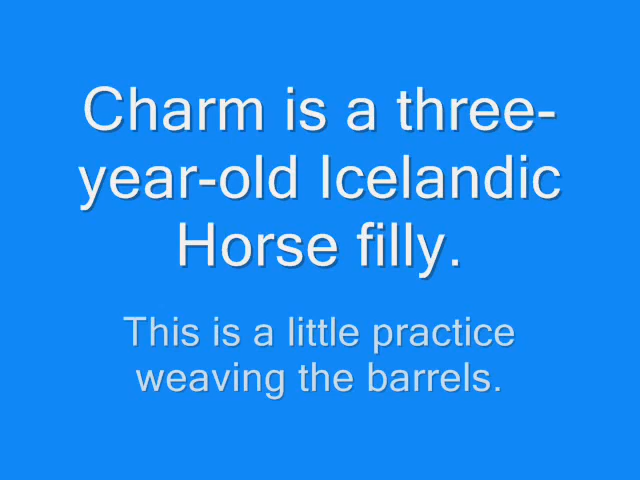 Charm is a three-
year-old Icelandic
Horse filly.
This is a little practice
weaving the barrels.